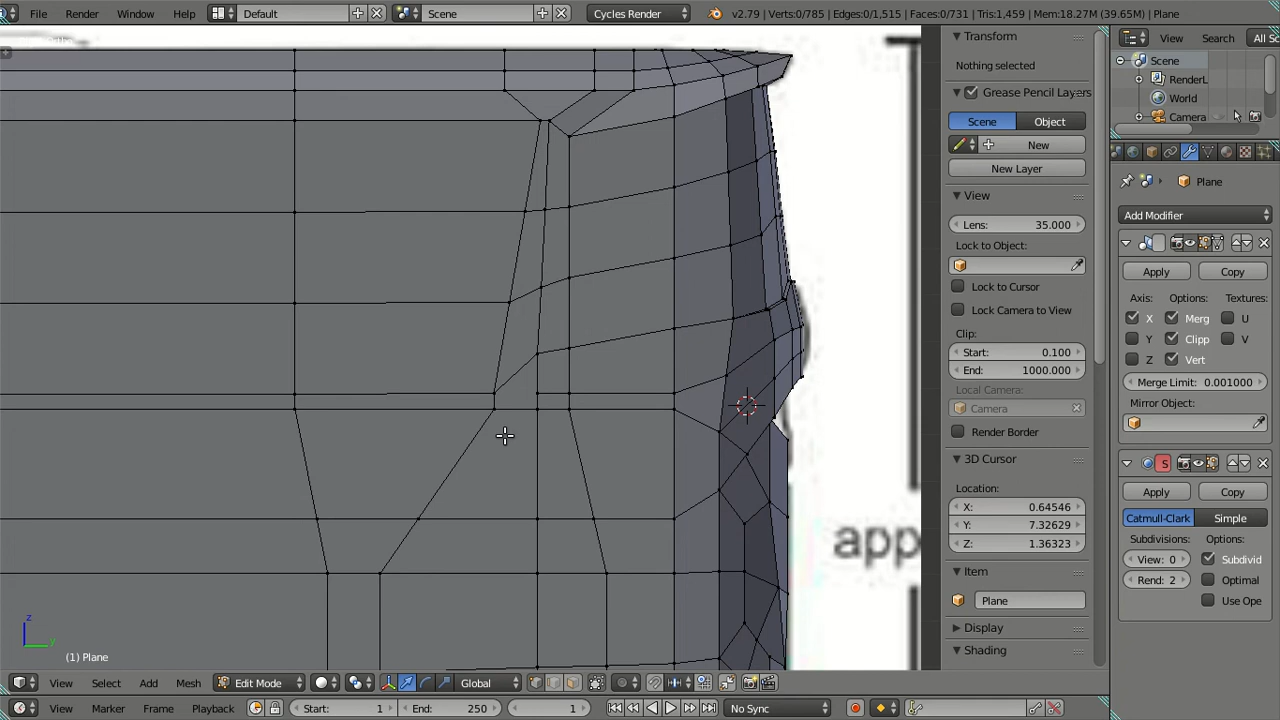 File Render Window Help Default Scene Cycles Render v2.79 | Verts:0/785 | Edges:0/1,515 | Faces:0/731 | Tris:1,459 | Mem:18.27M (39.65M) | Plane
Transform
Nothing selected
Grease Pencil Layers
Scene Object
New
New Layer
View
Lens: 35.000
Lock to Object:
Lock to Cursor
Lock Camera to View
Clip:
Start: 0.100
End: 1000.000
Local Camera:
Camera
Render Border
3D Cursor
Location:
X: 0.64546
Y: 7.32629
Z: 1.36323
Item
Plane
Display
Shading
View Search All Sc
Scene
RenderL
World
Camera
Plane
Add Modifier
Apply Copy
Axis: Options: Textures:
X Merg U
Y Clipp V
Z Vert
Merge Limit: 0.001000
Mirror Object:
S
Apply Copy
Catmull-Clark Simple
Subdivisions: Options:
View: 0 Subdivid
Rend: 2 Optimal
Use Ope
app
z
y
(1) Plane
View Select Add Mesh Edit Mode Global
View Marker Frame Playback Start: 1 End: 250 1 No Sync